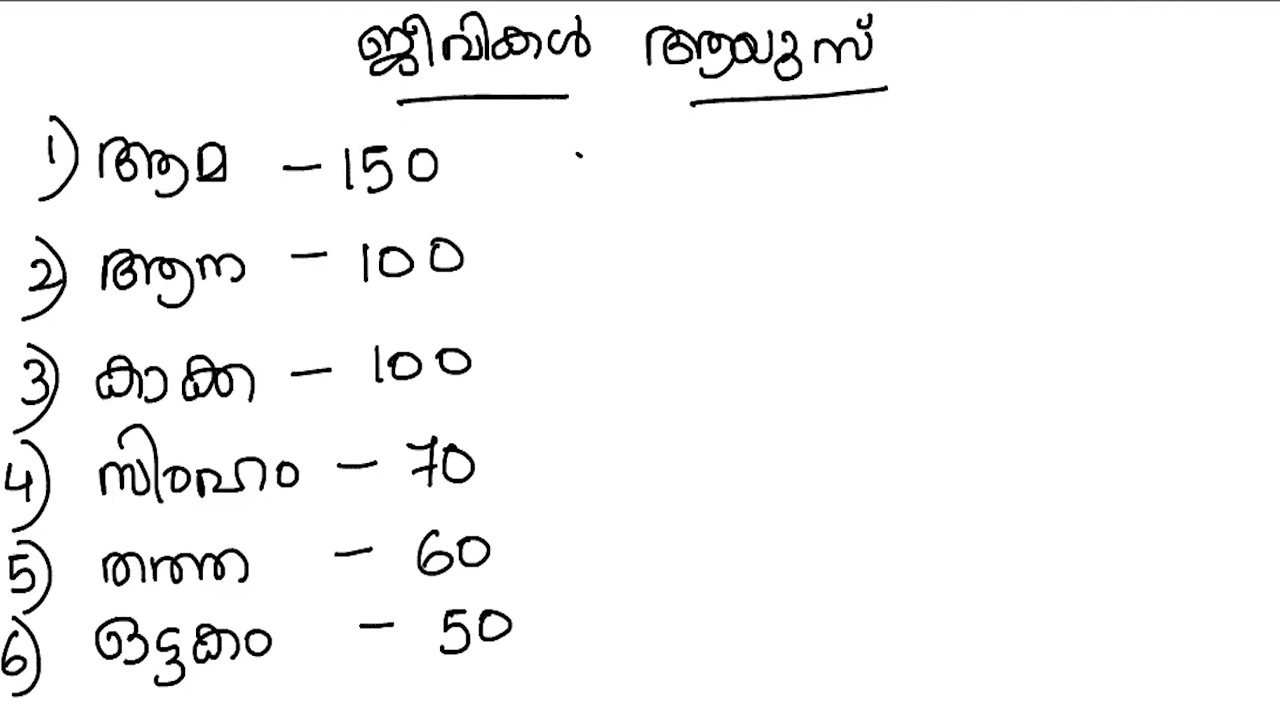 ജീവികൾ ആയുസ്
1) ആമ - 150
2) ആന - 100
3) കാക്ക - 100
4) സിംഹം - 70
5) തത്ത - 60
6) ഒട്ടകം - 50